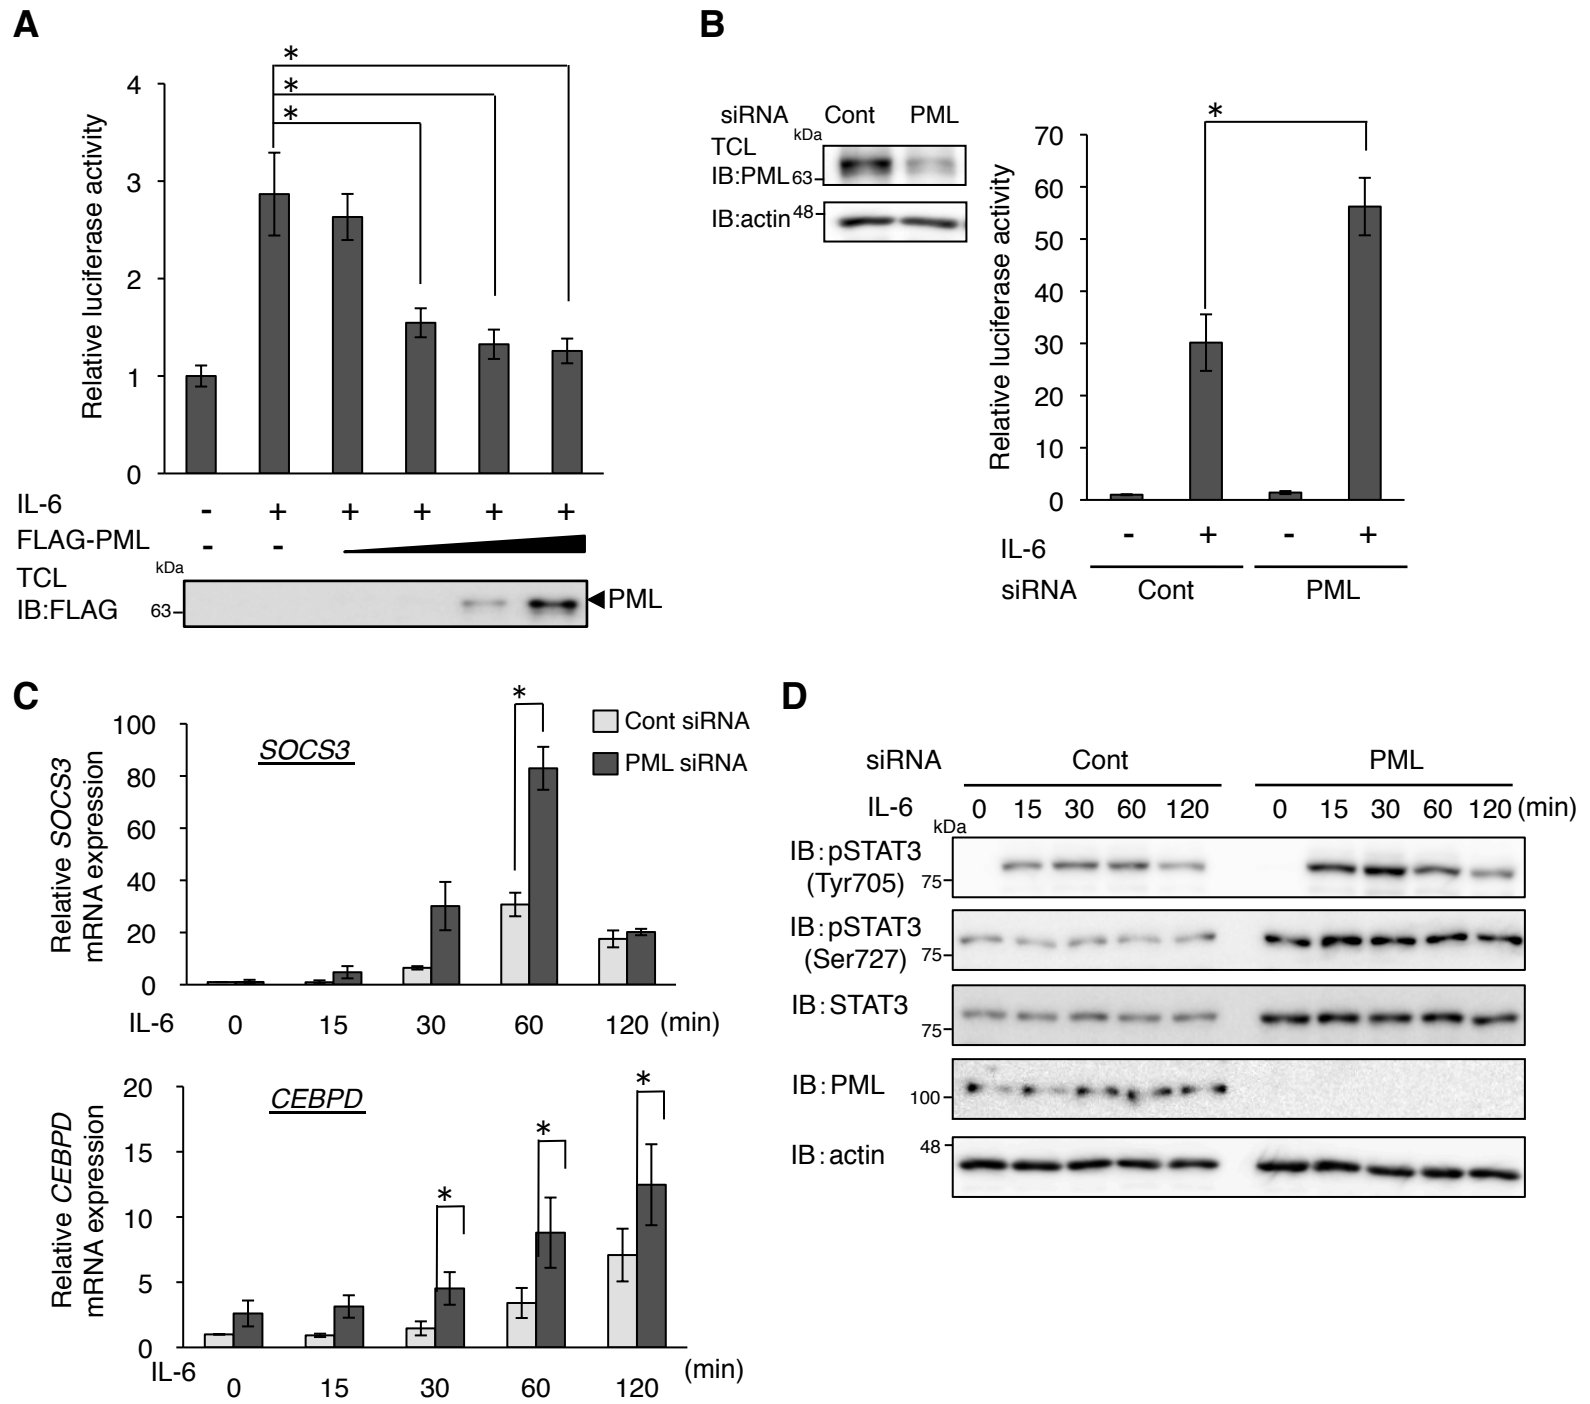 A
Relative luciferase activity
4
3
2
1
0
*
*
*
IL-6 - + + + + +
FLAG-PML - -
TCL
IB:FLAG
kDa
63
PML
B
siRNA Cont PML
TCL
IB:PML
kDa
63
IB:actin 48
Relative luciferase activity
70
60
50
40
30
20
10
0
*
IL-6 - + - +
siRNA Cont PML
C
Relative SOCS3
mRNA expression
SOCS3
100
80
60
40
20
0
*
Cont siRNA
PML siRNA
IL-6 0 15 30 60 120 (min)
Relative CEBPD
mRNA expression
CEBPD
20
15
10
5
0
*
*
*
IL-6 0 15 30 60 120 (min)
D
siRNA Cont PML
IL-6 0 15 30 60 120 0 15 30 60 120 (min)
kDa
IB:pSTAT3
(Tyr705) 75
IB:pSTAT3
(Ser727) 75
IB:STAT3
75
IB:PML
100
IB:actin 48